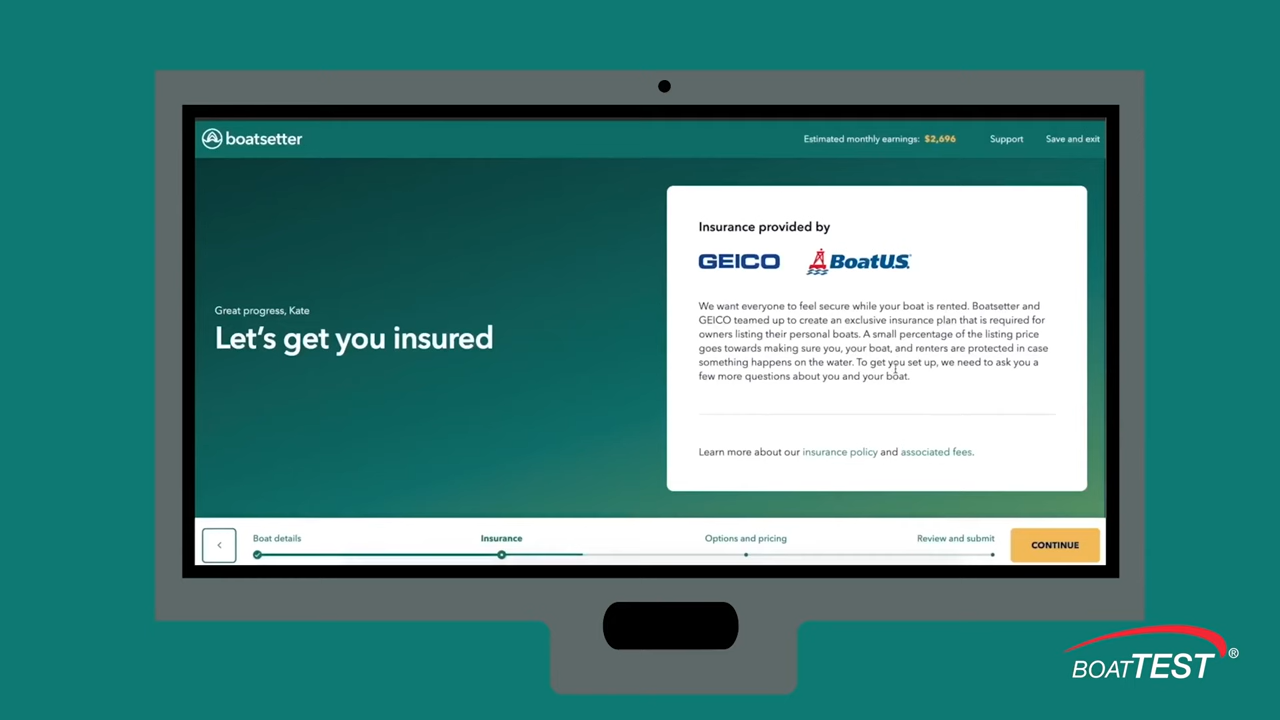 boatsetter
Estimated monthly earnings: $2,696
Support
Save and exit
Great progress, Kate
Let's get you insured
Insurance provided by
GEICO
BoatU.S.
We want everyone to feel secure while your boat is rented. Boatsetter and
GEICO teamed up to create an exclusive insurance plan that is required for
owners listing their personal boats. A small percentage of the listing price
goes towards making sure you, your boat, and renters are protected in case
something happens on the water. To get you set up, we need to ask you a
few more questions about you and your boat.
Learn more about our insurance policy and associated fees.
Boat details
Insurance
Options and pricing
Review and submit
CONTINUE
BOATTEST®